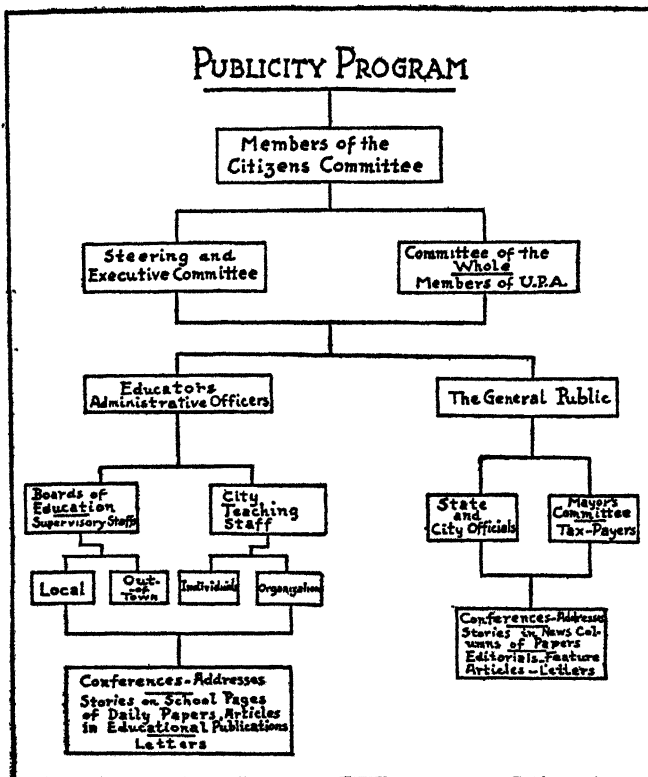 PUBLICITY PROGRAM
Members of the
Citizens Committee
Steering and
Executive Committee
Committee of the
Whole
Members of U.P.A.
Educators
Administrative Officers
The General Public
Boards of
Education
Supervisory Staffs
City
Teaching
Staff
State
and
City Officials
Mayor's
Committee
Tax-Payers
Local
Out-
of
Town
Individuals
Organization
Conferences-Addresses
Stories in News Col-
umns of Papers
Editorials-Feature
Articles-Letters
Conferences-Addresses
Stories on School Pages
of Daily Papers, Articles
in Educational Publications
Letters